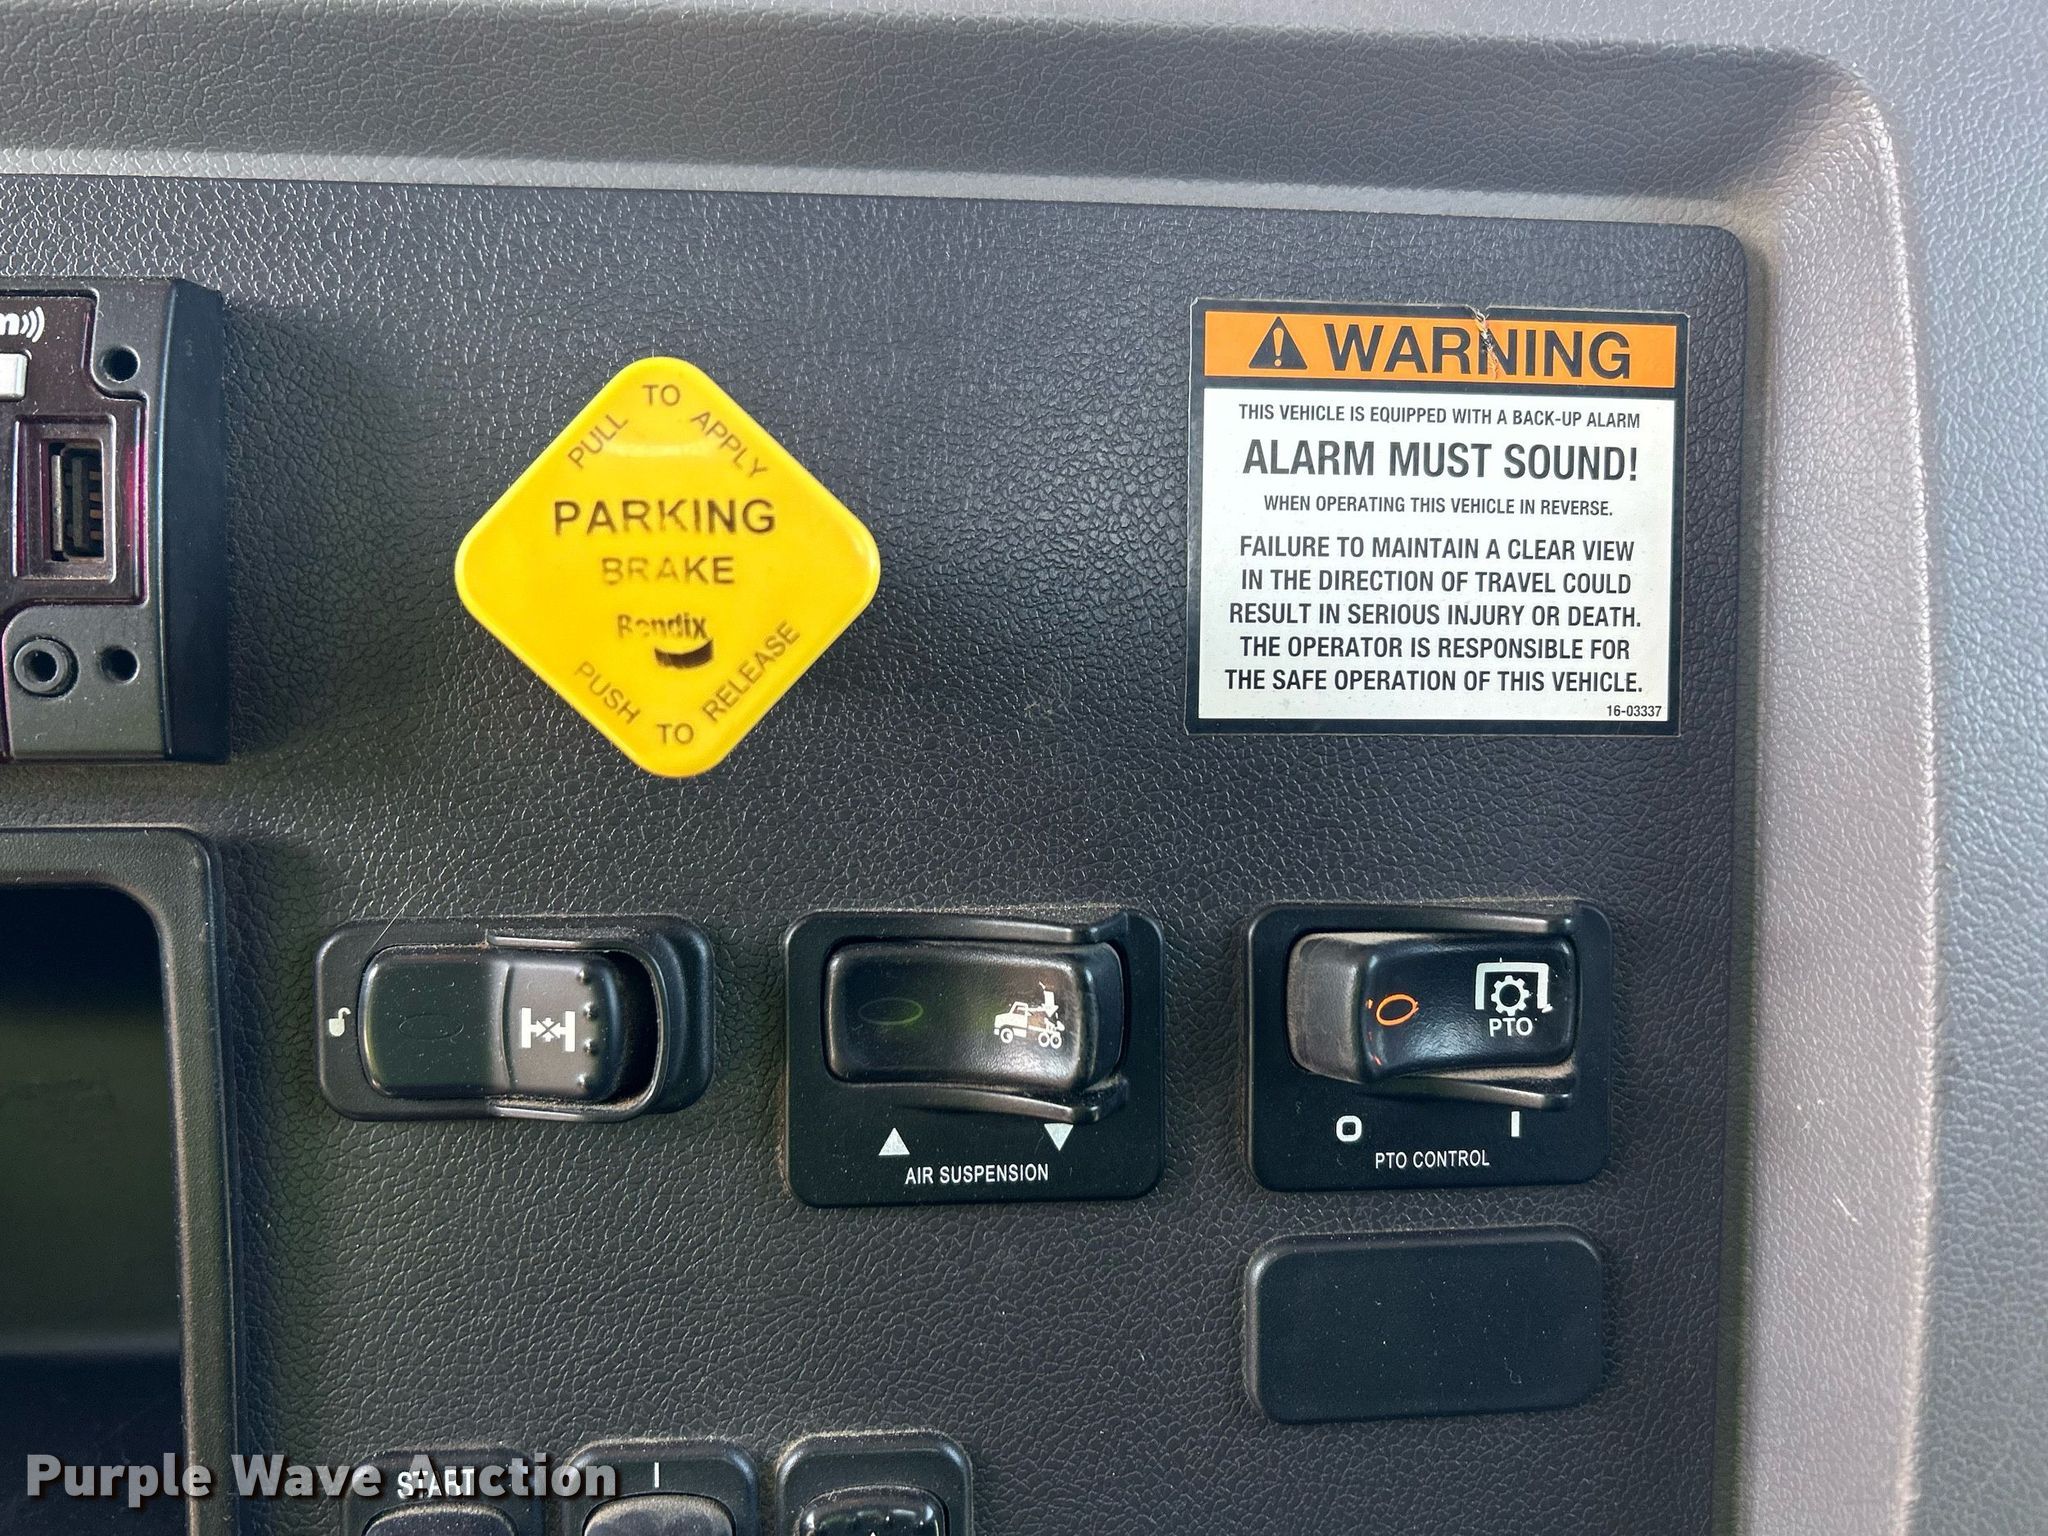 PULL TO APPLY
PARKING
BRAKE
Bendix
PUSH TO RELEASE
WARNING
THIS VEHICLE IS EQUIPPED WITH A BACK-UP ALARM
ALARM MUST SOUND!
WHEN OPERATING THIS VEHICLE IN REVERSE.
FAILURE TO MAINTAIN A CLEAR VIEW
IN THE DIRECTION OF TRAVEL COULD
RESULT IN SERIOUS INJURY OR DEATH.
THE OPERATOR IS RESPONSIBLE FOR
THE SAFE OPERATION OF THIS VEHICLE.
16-03337
AIR SUSPENSION
PTO
O I
PTO CONTROL
START
I
Purple Wave Auction